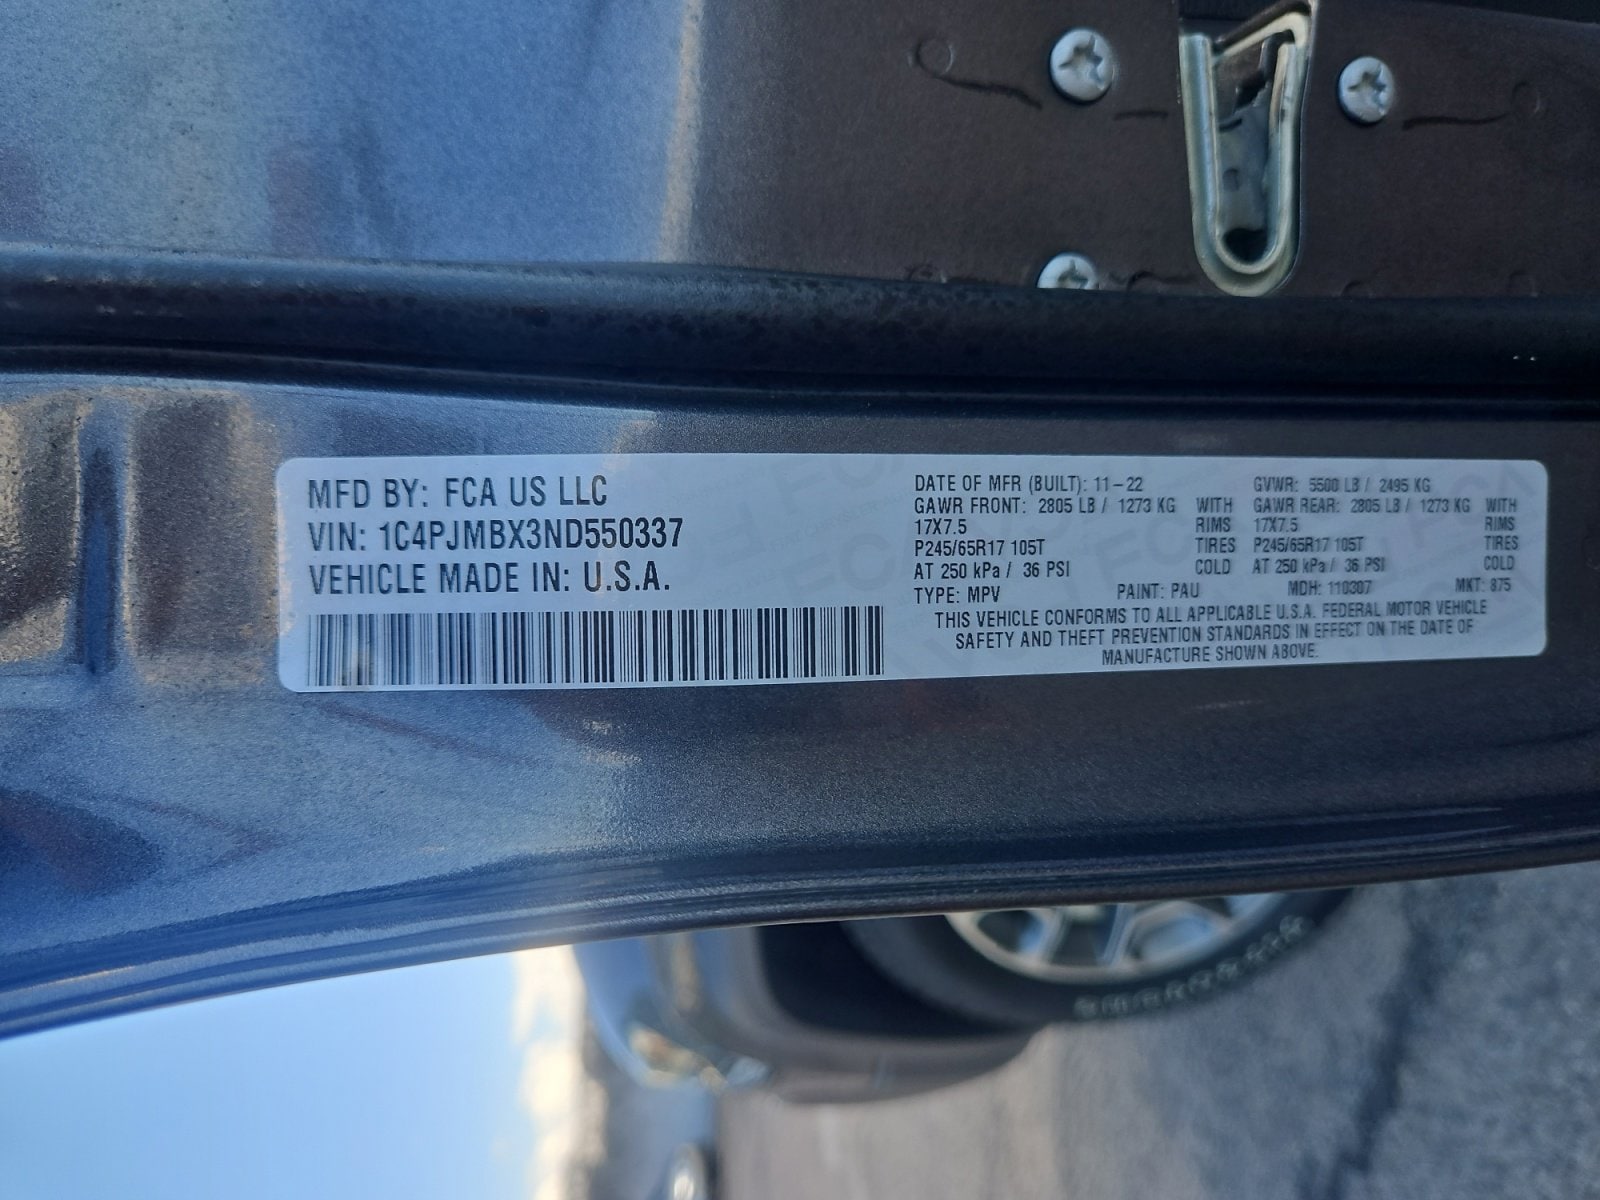 MFD BY: FCA US LLC
VIN: 1C4PJMBX3ND550337
VEHICLE MADE IN: U.S.A.
DATE OF MFR (BUILT): 11-22 GVWR: 5500 LB / 2495 KG
GAWR FRONT: 2805 LB / 1273 KG WITH GAWR REAR: 2805 LB / 1273 KG WITH
17X7.5 RIMS 17X7.5 RIMS
P245/65R17 105T TIRES P245/65R17 105T TIRES
AT 250 kPa / 36 PSI COLD AT 250 kPa / 36 PSI COLD
TYPE: MPV PAINT: PAU MDH: 110307 MKT: 875
THIS VEHICLE CONFORMS TO ALL APPLICABLE U.S.A. FEDERAL MOTOR VEHICLE
SAFETY AND THEFT PREVENTION STANDARDS IN EFFECT ON THE DATE OF
MANUFACTURE SHOWN ABOVE.